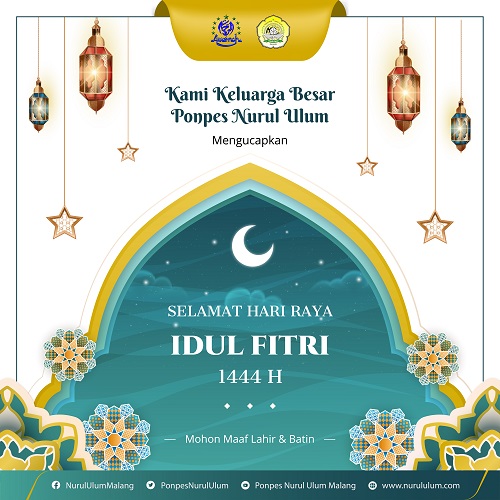 Kami Keluarga Besar
Ponpes Nurul Ulum
Mengucapkan
SELAMAT HARI RAYA
IDUL FITRI
1444 H
Mohon Maaf Lahir & Batin
NurulUlumMalang
PonpesNurulUlum
Ponpes Nurul Ulum Malang
www.nurululum.com